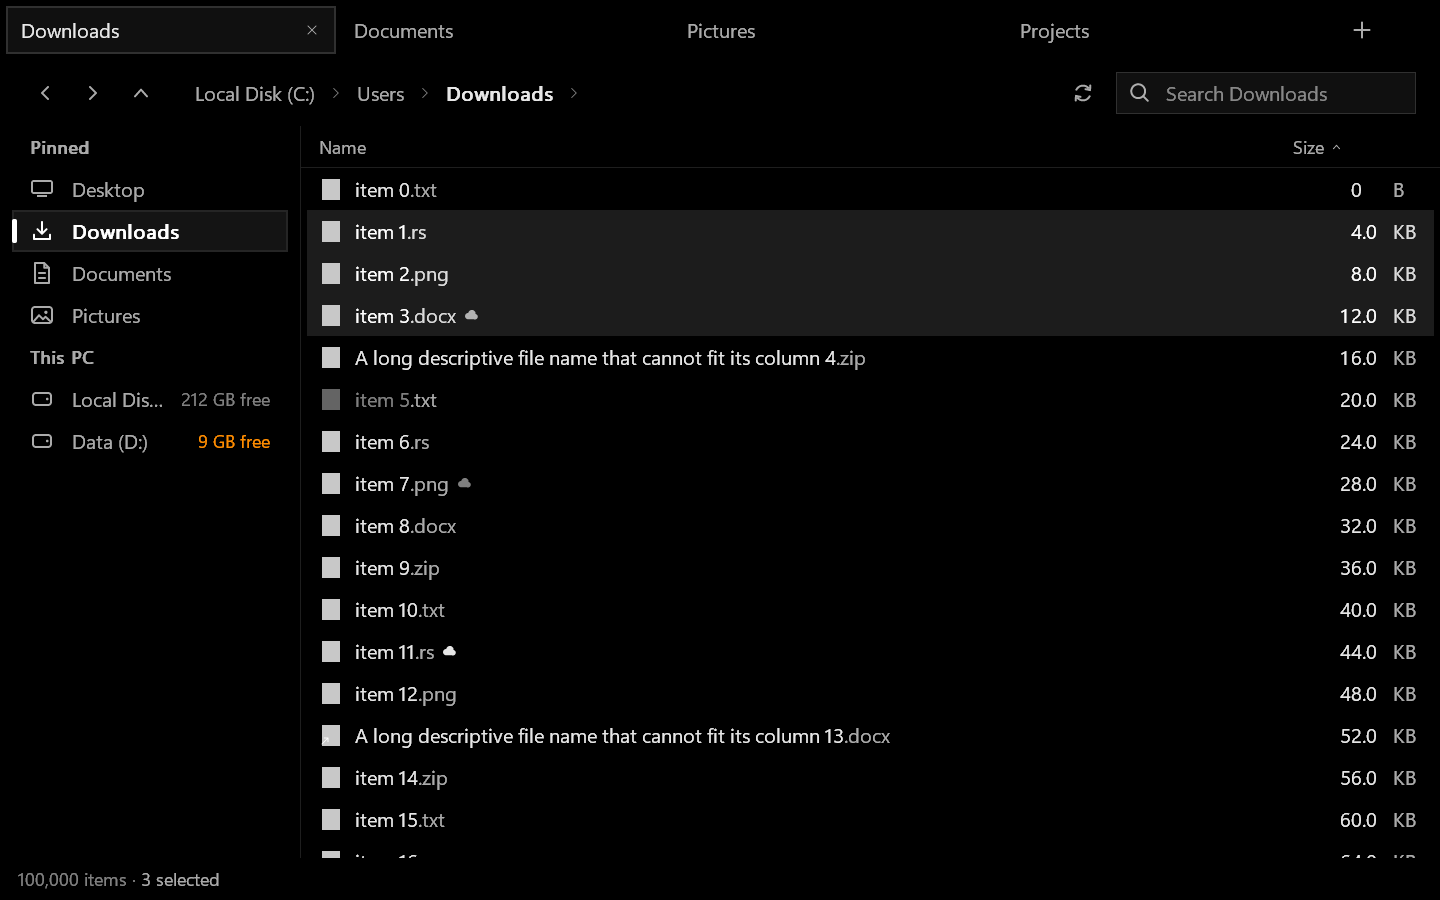 Downloads Documents Pictures Projects
Local Disk (C:) Users Downloads Search Downloads
Pinned
Desktop
Downloads
Documents
Pictures
This PC
Local Dis... 212 GB free
Data (D:) 9 GB free
Name Size
item 0.txt 0 B
item 1.rs 4.0 KB
item 2.png 8.0 KB
item 3.docx 12.0 KB
A long descriptive file name that cannot fit its column 4.zip 16.0 KB
item 5.txt 20.0 KB
item 6.rs 24.0 KB
item 7.png 28.0 KB
item 8.docx 32.0 KB
item 9.zip 36.0 KB
item 10.txt 40.0 KB
item 11.rs 44.0 KB
item 12.png 48.0 KB
A long descriptive file name that cannot fit its column 13.docx 52.0 KB
item 14.zip 56.0 KB
item 15.txt 60.0 KB
100,000 items · 3 selected